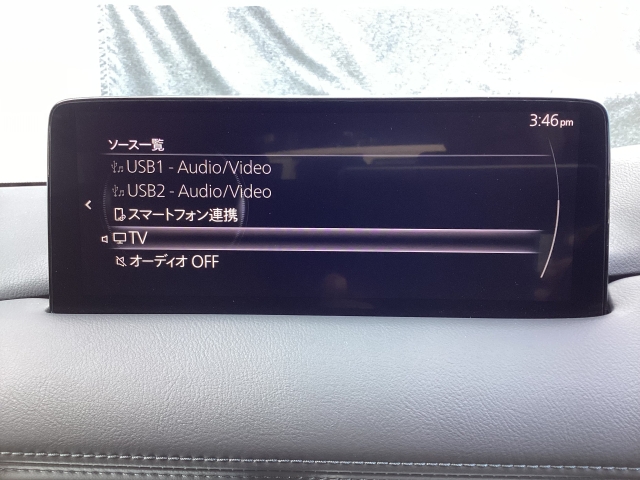 3:46pm
ソース一覧
USB1 - Audio/Video
USB2 - Audio/Video
スマートフォン連携
TV
オーディオ OFF